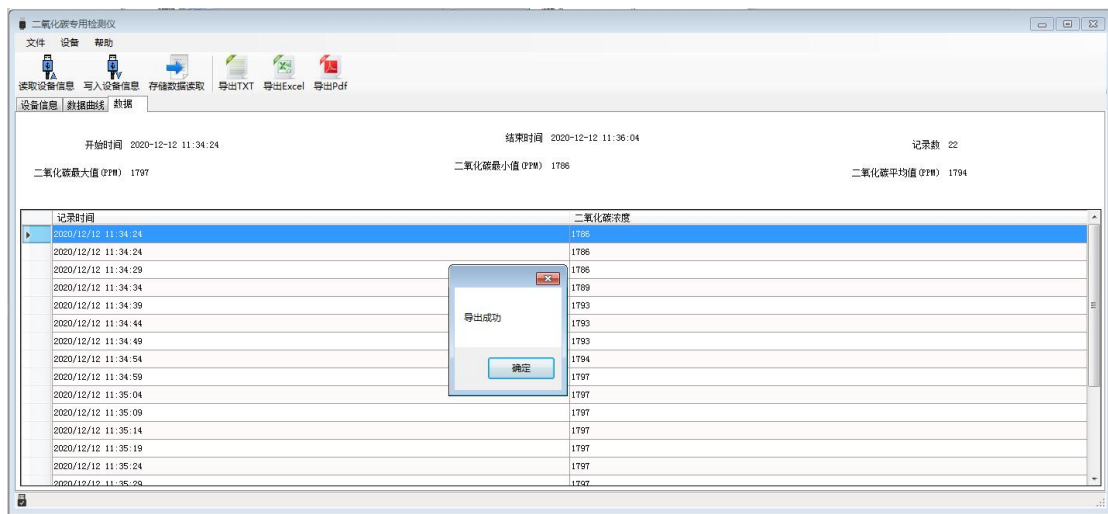 二氧化碳专用检测仪
文件 设备 帮助
读取设备信息 写入设备信息 存储数据读取 导出TXT 导出Excel 导出Pdf
设备信息 数据曲线 数据
开始时间 2020-12-12 11:34:24 结束时间 2020-12-12 11:36:04 记录数 22
二氧化碳最大值(PPM) 1797 二氧化碳最小值(PPM) 1786 二氧化碳平均值(PPM) 1794
记录时间 二氧化碳浓度
2020/12/12 11:34:24 1786
2020/12/12 11:34:24 1786
2020/12/12 11:34:29 1786
2020/12/12 11:34:34 1789
2020/12/12 11:34:39 1793
2020/12/12 11:34:44 1793
2020/12/12 11:34:49 1793
2020/12/12 11:34:54 1794
2020/12/12 11:34:59 1797
2020/12/12 11:35:04 1797
2020/12/12 11:35:09 1797
2020/12/12 11:35:14 1797
2020/12/12 11:35:19 1797
2020/12/12 11:35:24 1797
2020/12/12 11:35:29 1797
导出成功
确定